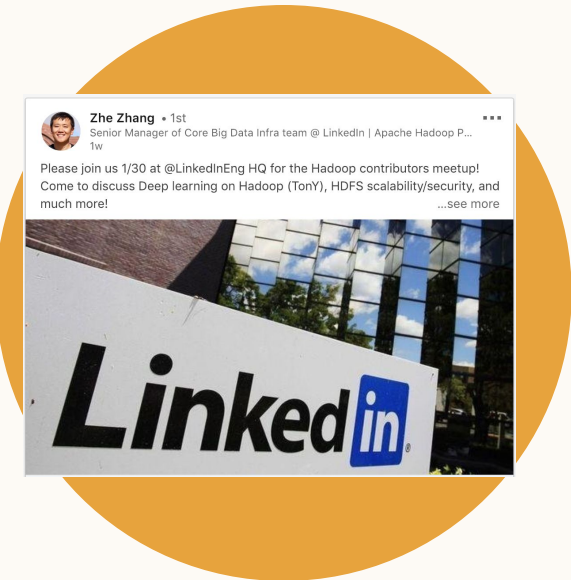 Zhe Zhang • 1st
Senior Manager of Core Big Data Infra team @ LinkedIn | Apache Hadoop P...
1w
Please join us 1/30 at @LinkedInEng HQ for the Hadoop contributors meetup!
Come to discuss Deep learning on Hadoop (TonY), HDFS scalability/security, and
much more! ...see more
Linked in®